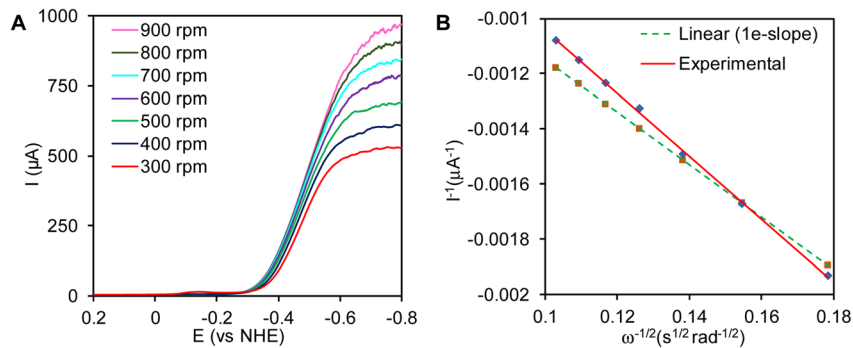 A
1000
750
500
250
0
I (µA)
900 rpm
800 rpm
700 rpm
600 rpm
500 rpm
400 rpm
300 rpm
0.2 0 -0.2 -0.4 -0.6 -0.8
E (vs NHE)
B
-0.001
-0.0012
-0.0014
-0.0016
-0.0018
-0.002
I⁻¹(µA⁻¹)
Linear (1e-slope)
Experimental
0.1 0.12 0.14 0.16 0.18
ω⁻¹/²(s¹/² rad⁻¹/²)